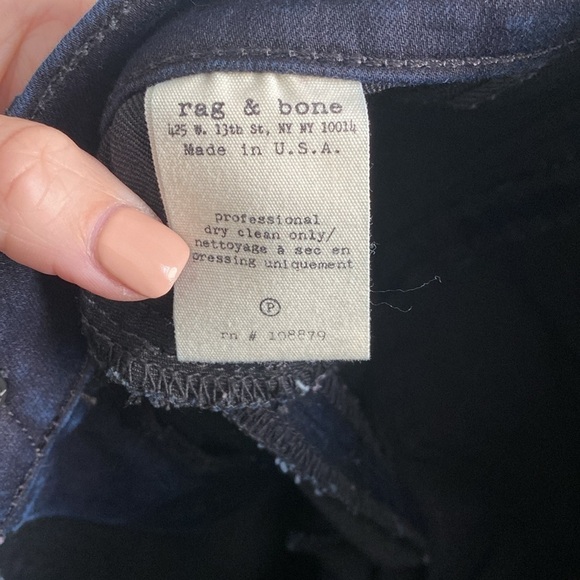 rag & bone
425 W. 13th St, NY NY 10014
Made in U.S.A.
professional
dry clean only/
nettoyage à sec en
pressing uniquement
P
rn # 108879